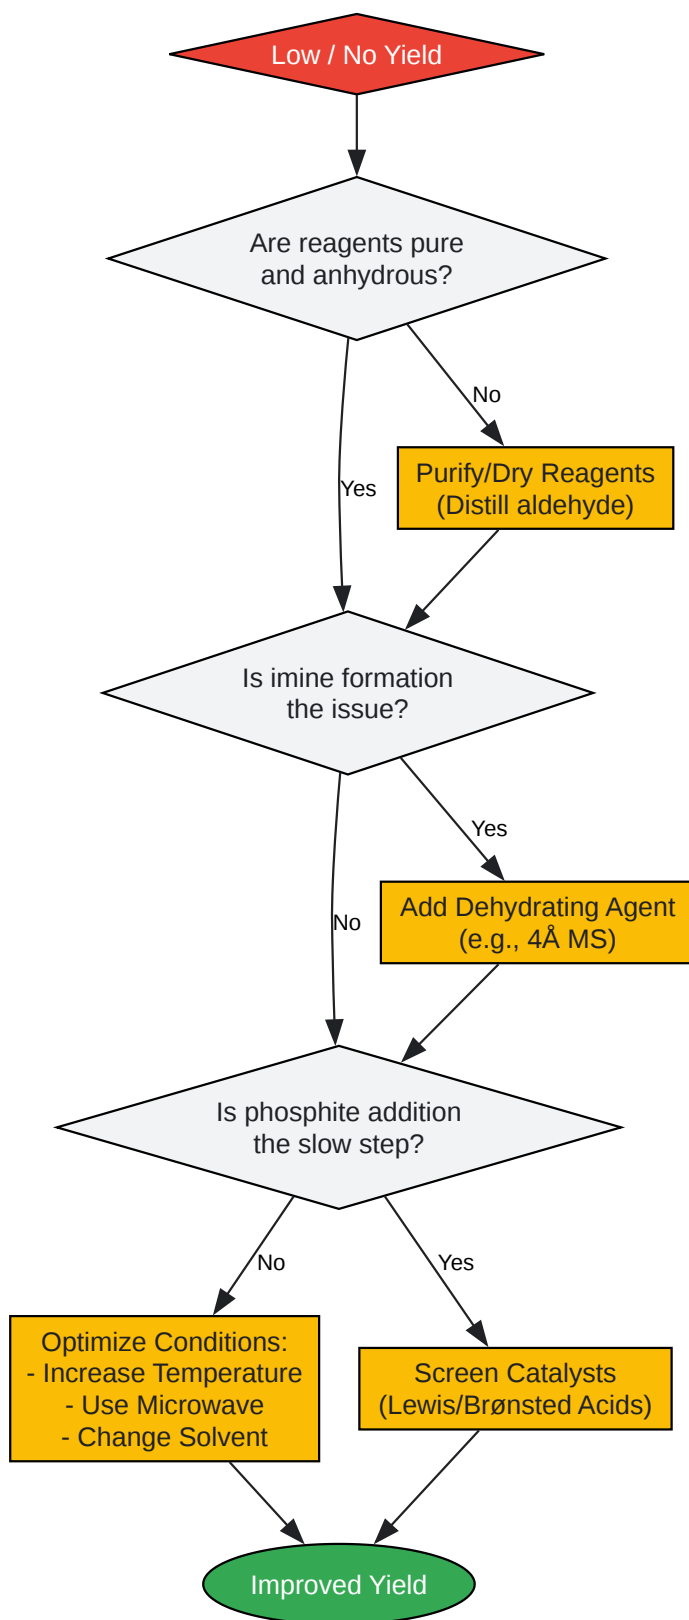 Low / No Yield
Are reagents pure
and anhydrous?
No
Purify/Dry Reagents
(Distill aldehyde)
Yes
Is imine formation
the issue?
Yes
Add Dehydrating Agent
(e.g., 4Å MS)
No
Is phosphite addition
the slow step?
No
Yes
Optimize Conditions:
- Increase Temperature
- Use Microwave
- Change Solvent
Screen Catalysts
(Lewis/Brønsted Acids)
Improved Yield